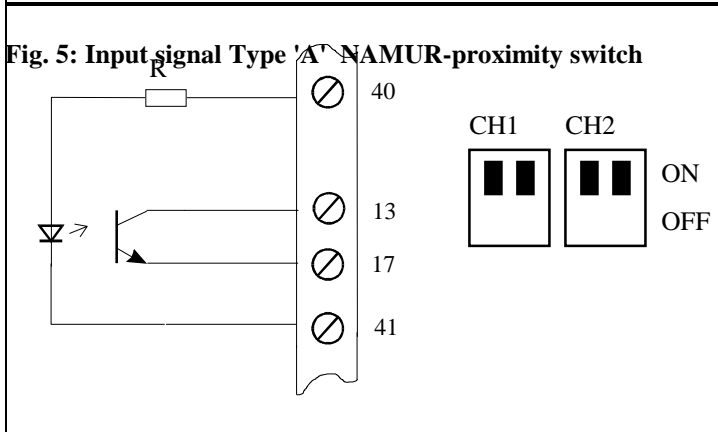 Fig. 5: Input signal Type 'A' NAMUR-proximity switch
R
40
CH1 CH2
ON
13
OFF
17
41